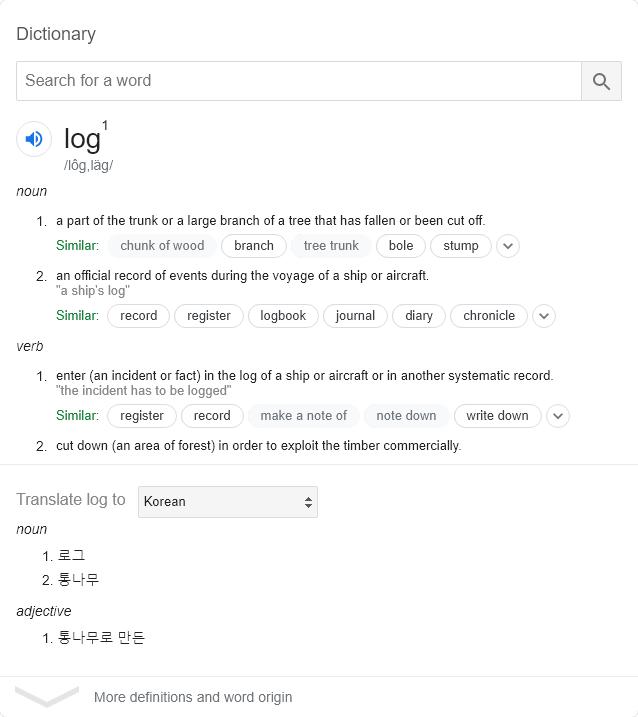 Dictionary
Search for a word
log1
/lôg,läg/
noun
1. a part of the trunk or a large branch of a tree that has fallen or been cut off.
Similar: chunk of wood branch tree trunk bole stump
2. an official record of events during the voyage of a ship or aircraft.
"a ship's log"
Similar: record register logbook journal diary chronicle
verb
1. enter (an incident or fact) in the log of a ship or aircraft or in another systematic record.
"the incident has to be logged"
Similar: register record make a note of note down write down
2. cut down (an area of forest) in order to exploit the timber commercially.
Translate log to Korean
noun
1. 로그
2. 통나무
adjective
1. 통나무로 만든
More definitions and word origin